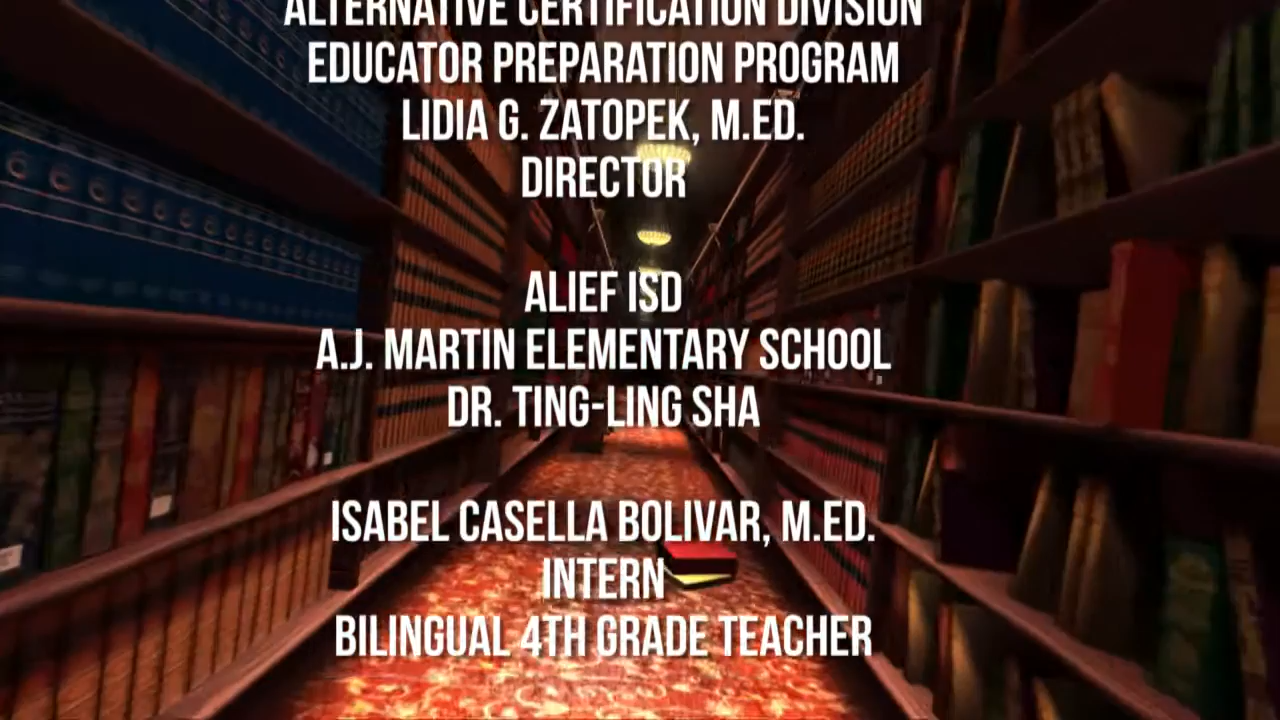 ALTERNATIVE CERTIFICATION DIVISION
EDUCATOR PREPARATION PROGRAM
LIDIA G. ZATOPEK, M.ED.
DIRECTOR
ALIEF ISD
A.J. MARTIN ELEMENTARY SCHOOL
DR. TING-LING SHA
ISABEL CASELLA BOLIVAR, M.ED.
INTERN
BILINGUAL 4TH GRADE TEACHER